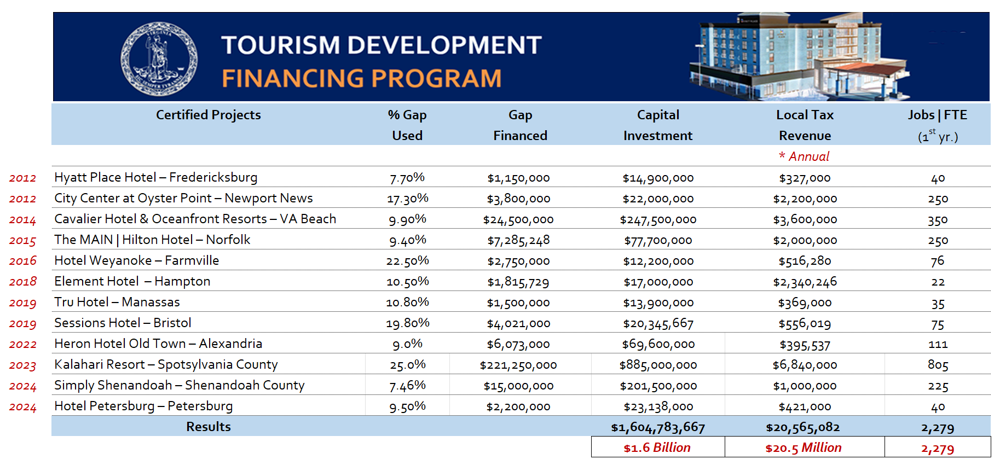 VIRGINIA
SIC SEMPER TYRANNIS
TOURISM DEVELOPMENT
FINANCING PROGRAM
Certified Projects % Gap Used Gap Financed Capital Investment Local Tax Revenue Jobs | FTE (1st yr.)
* Annual
2012 Hyatt Place Hotel – Fredericksburg 7.70% $1,150,000 $14,900,000 $327,000 40
2012 City Center at Oyster Point – Newport News 17.30% $3,800,000 $22,000,000 $2,200,000 250
2014 Cavalier Hotel & Oceanfront Resorts – VA Beach 9.90% $24,500,000 $247,500,000 $3,600,000 350
2015 The MAIN | Hilton Hotel – Norfolk 9.40% $7,285,248 $77,700,000 $2,000,000 250
2016 Hotel Weyanoke – Farmville 22.50% $2,750,000 $12,200,000 $516,280 76
2018 Element Hotel – Hampton 10.50% $1,815,729 $17,000,000 $2,340,246 22
2019 Tru Hotel – Manassas 10.80% $1,500,000 $13,900,000 $369,000 35
2019 Sessions Hotel – Bristol 19.80% $4,021,000 $20,345,667 $556,019 75
2022 Heron Hotel Old Town – Alexandria 9.0% $6,073,000 $69,600,000 $395,537 111
2023 Kalahari Resort – Spotsylvania County 25.0% $221,250,000 $885,000,000 $6,840,000 805
2024 Simply Shenandoah – Shenandoah County 7.46% $15,000,000 $201,500,000 $1,000,000 225
2024 Hotel Petersburg – Petersburg 9.50% $2,200,000 $23,138,000 $421,000 40
Results $1,604,783,667 $20,565,082 2,279
$1.6 Billion $20.5 Million 2,279